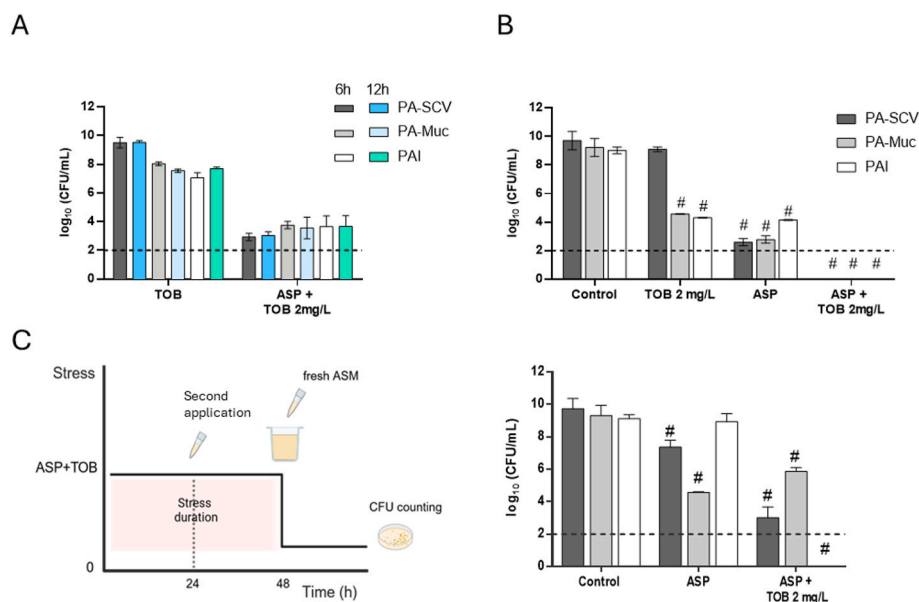 A
6h 12h
PA-SCV
PA-Muc
PAI
log10 (CFU/mL)
12
10
8
6
4
2
0
TOB
ASP +
TOB 2mg/L
B
PA-SCV
PA-Muc
PAI
log10 (CFU/mL)
12
10
8
6
4
2
0
# #
# # #
# # #
Control
TOB 2 mg/L
ASP
ASP +
TOB 2mg/L
C
Stress
Second
application
fresh ASM
ASP+TOB
Stress
duration
CFU counting
0
24
48
Time (h)
log10 (CFU/mL)
12
10
8
6
4
2
0
# #
# # #
Control
ASP
ASP +
TOB 2 mg/L